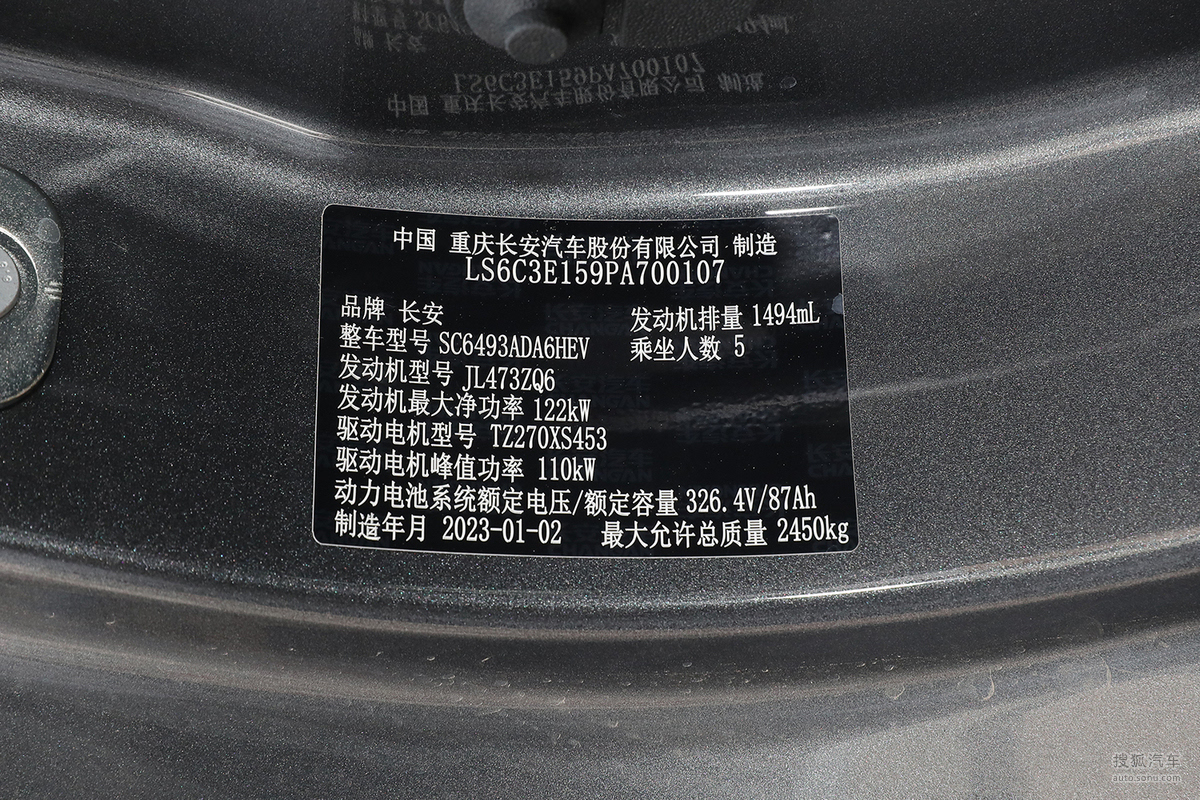 中国 重庆长安汽车股份有限公司 制造
LS6C3E159PA700107
品牌 长安
发动机排量 1494mL
整车型号 SC6493ADA6HEV
乘坐人数 5
发动机型号 JL473ZQ6
发动机最大净功率 122kW
驱动电机型号 TZ270XS453
驱动电机峰值功率 110kW
动力电池系统额定电压/额定容量 326.4V/87Ah
制造年月 2023-01-02 最大允许总质量 2450kg
搜狐汽车
auto.sohu.com